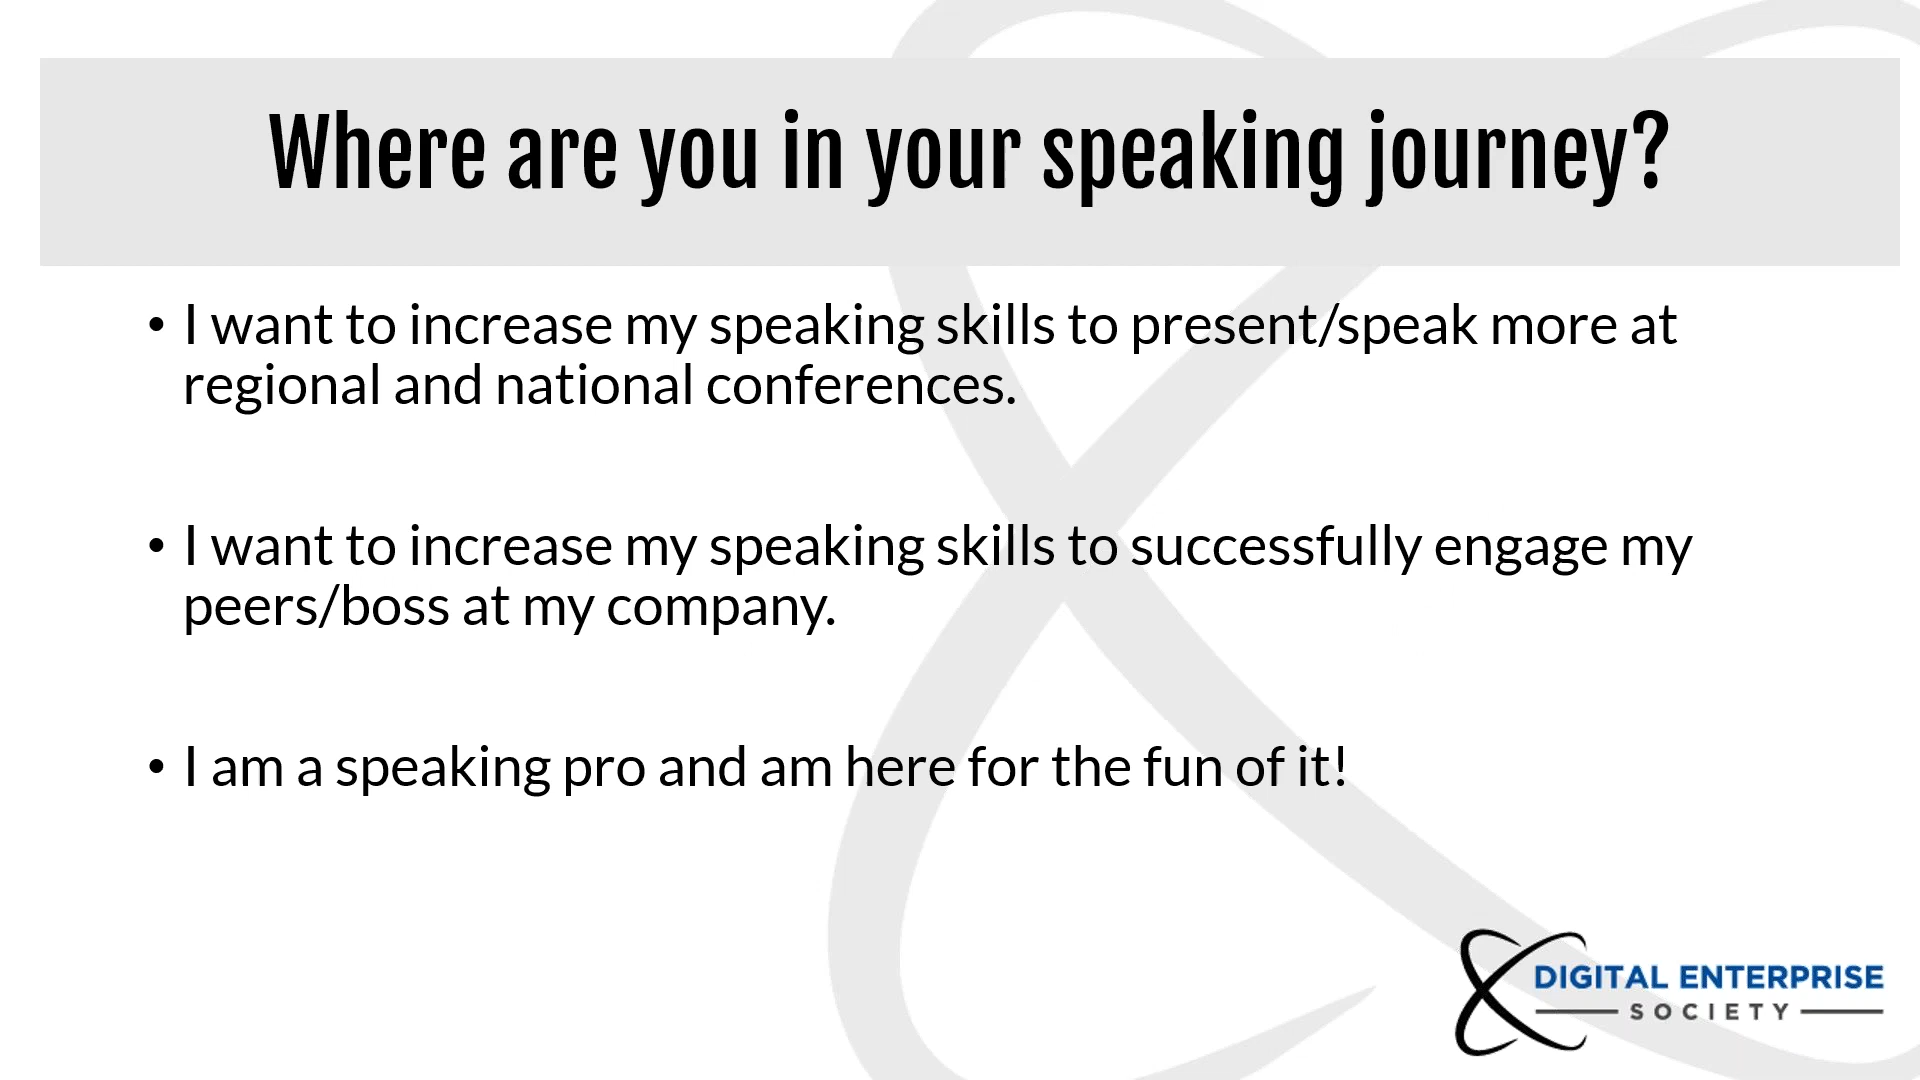 Where are you in your speaking journey?
• I want to increase my speaking skills to present/speak more at
regional and national conferences.
• I want to increase my speaking skills to successfully engage my
peers/boss at my company.
• I am a speaking pro and am here for the fun of it!
DIGITAL ENTERPRISE
SOCIETY